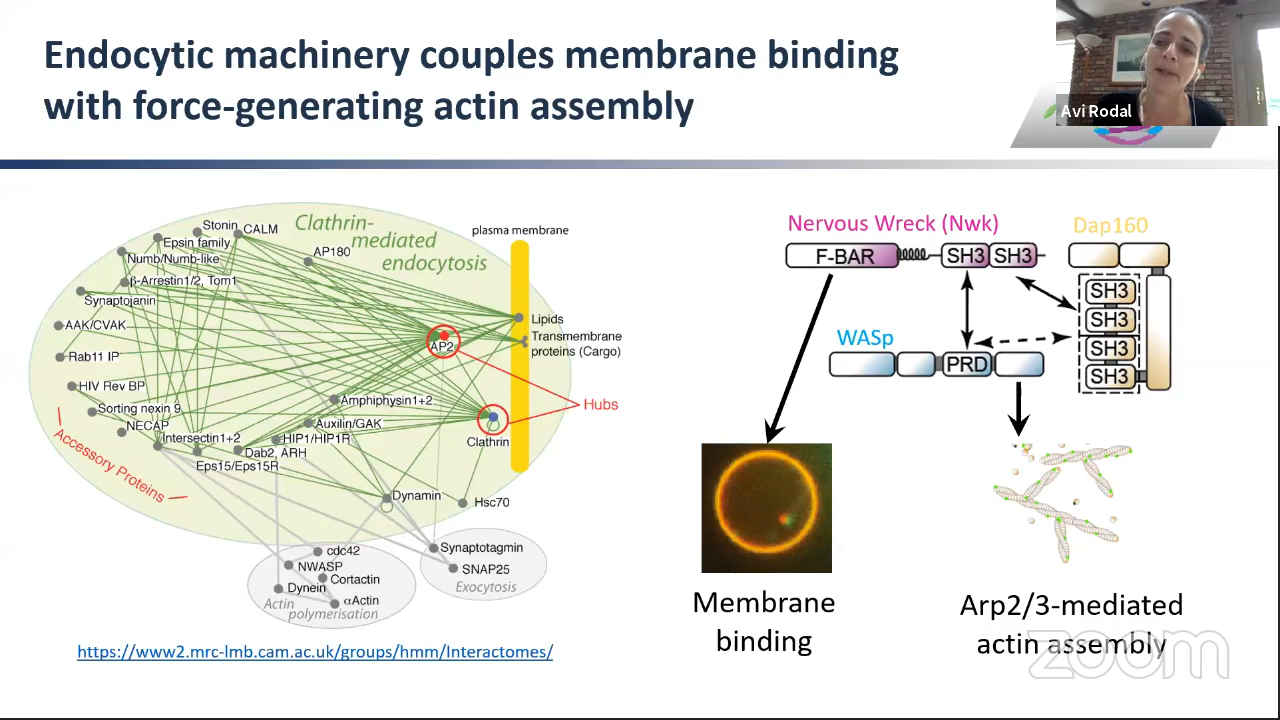 Endocytic machinery couples membrane binding
with force-generating actin assembly
Avi Rodal
Clathrin-
mediated
endocytosis
plasma membrane
Stonin
CALM
Epsin family
AP180
Numb/Numb-like
β-Arrestin1/2, Tom1
Synaptojanin
AAK/CVAK
Rab11 IP
HIV Rev BP
Sorting nexin 9
NECAP
Intersectin1+2
Eps15/Eps15R
Dab2, ARH
HIP1/HIP1R
Auxilin/GAK
Amphiphysin1+2
AP2
Lipids
Transmembrane
proteins (Cargo)
Hubs
Clathrin
Accessory Proteins
Dynamin
Hsc70
cdc42
NWASP
Cortactin
Dynein
αActin
Actin
polymerisation
Synaptotagmin
SNAP25
Exocytosis
https://www2.mrc-lmb.cam.ac.uk/groups/hmm/Interactomes/
Nervous Wreck (Nwk)
F-BAR
SH3
SH3
Dap160
SH3
SH3
SH3
SH3
WASp
PRD
Membrane
binding
Arp2/3-mediated
actin assembly
zoom